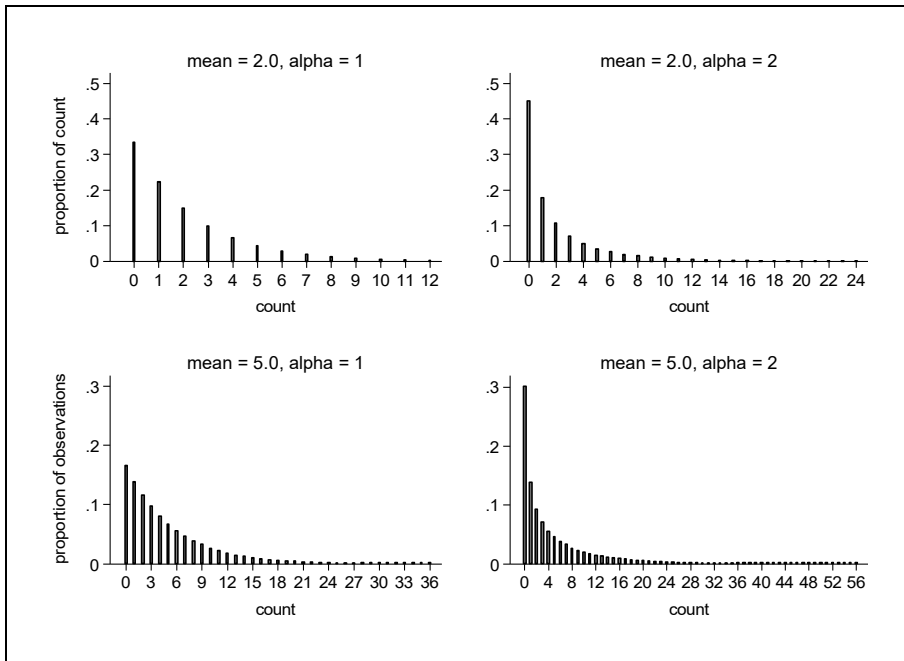 mean = 2.0, alpha = 1
proportion of count
.5
.4
.3
.2
.1
0
0 1 2 3 4 5 6 7 8 9 10 11 12
count
mean = 2.0, alpha = 2
.5
.4
.3
.2
.1
0
0 2 4 6 8 10 12 14 16 18 20 22 24
count
mean = 5.0, alpha = 1
proportion of observations
.3
.2
.1
0
0 3 6 9 12 15 18 21 24 27 30 33 36
count
mean = 5.0, alpha = 2
.3
.2
.1
0
0 4 8 12 16 20 24 28 32 36 40 44 48 52 56
count